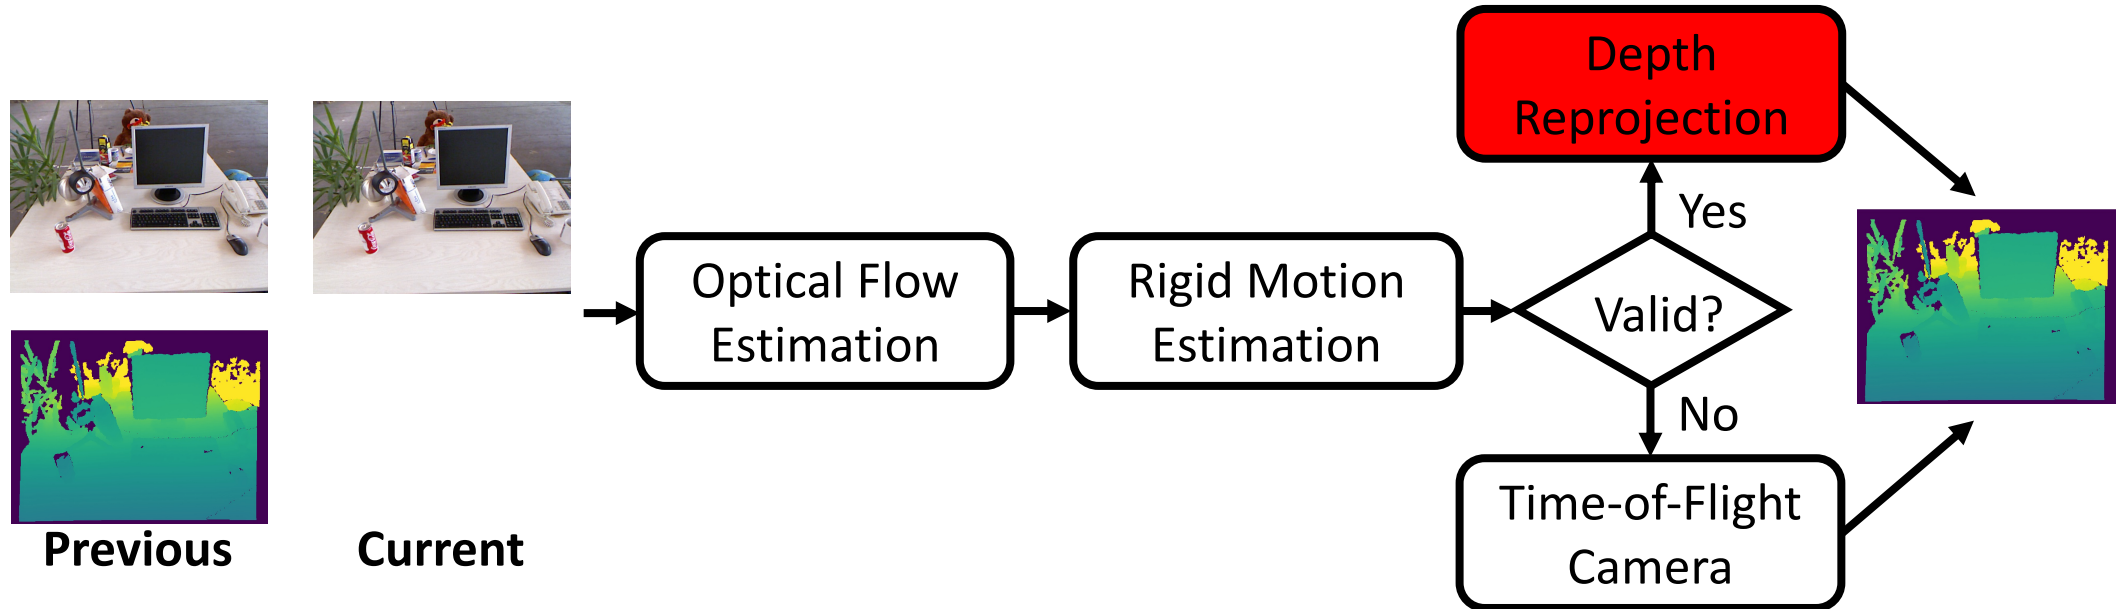 Depth
Reprojection
Yes
Optical Flow
Estimation
Rigid Motion
Estimation
Valid?
No
Time-of-Flight
Camera
Previous
Current